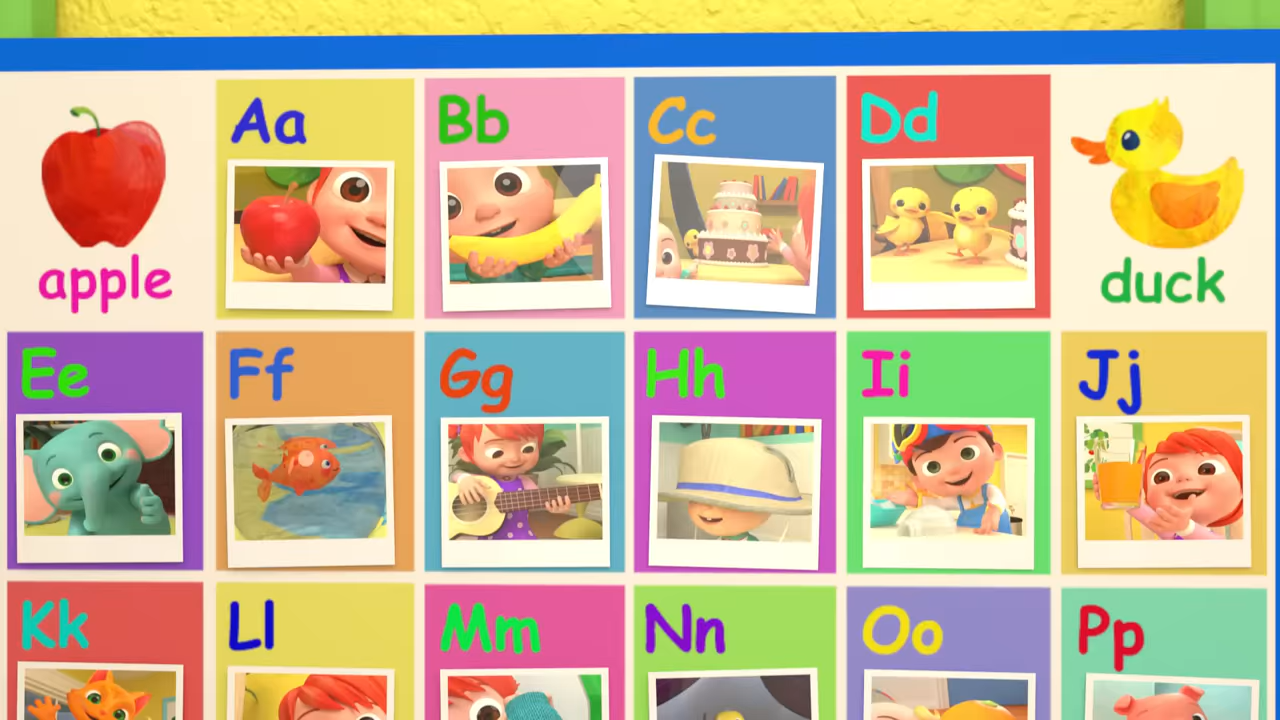 Aa Bb Cc Dd
apple duck
Ee Ff Gg Hh Ii Jj
Kk Ll Mm Nn Oo Pp